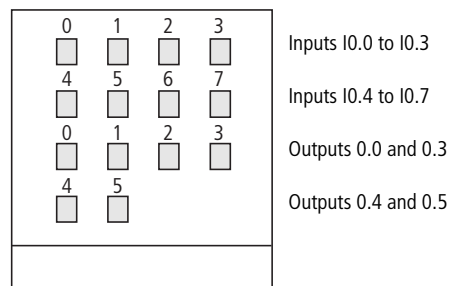 0 1 2 3 Inputs I0.0 to I0.3
4 5 6 7 Inputs I0.4 to I0.7
0 1 2 3 Outputs 0.0 and 0.3
4 5 Outputs 0.4 and 0.5